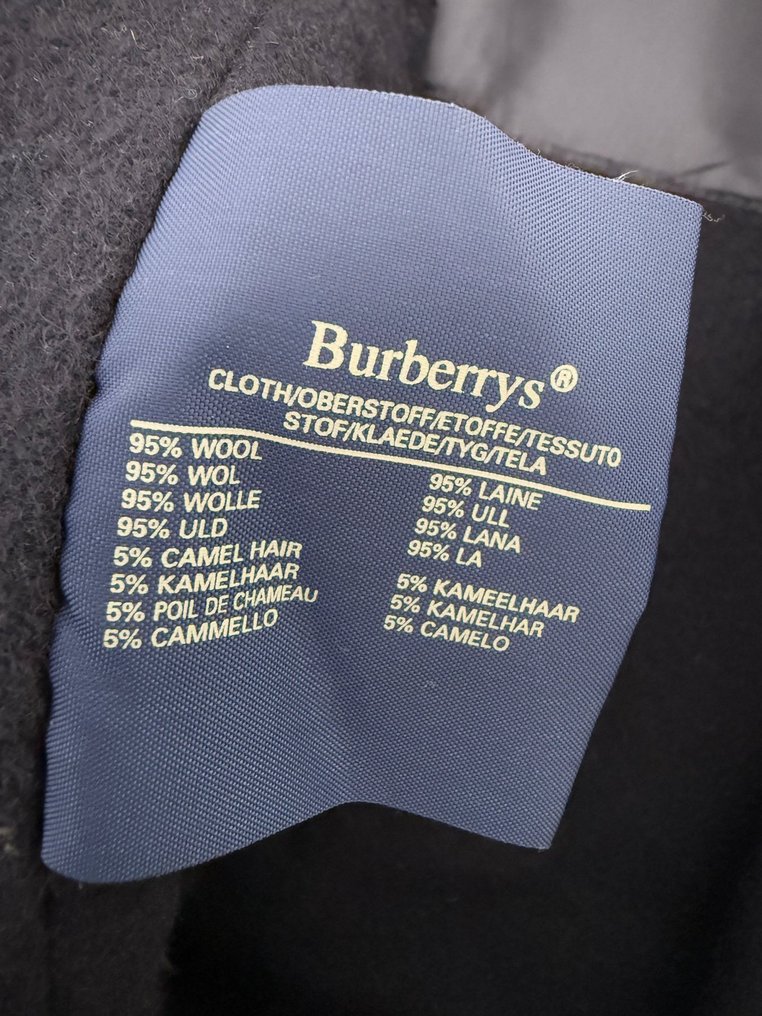 Burberrys®
CLOTH/OBERSTOFF/ETOFFE/TESSUTO
STOF/KLAEDE/TYG/TELA
95% WOOL
95% WOL
95% WOLLE
95% ULD
5% CAMEL HAIR
5% KAMELHAAR
5% POIL DE CHAMEAU
5% CAMMELLO
95% LAINE
95% ULL
95% LANA
95% LA
5% KAMEELHAAR
5% KAMELHAR
5% CAMELO